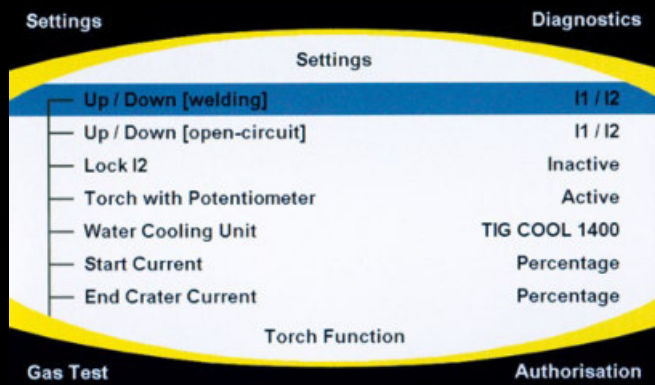 Settings Diagnostics
Settings
Up / Down [welding] I1 / I2
Up / Down [open-circuit] I1 / I2
Lock I2 Inactive
Torch with Potentiometer Active
Water Cooling Unit TIG COOL 1400
Start Current Percentage
End Crater Current Percentage
Torch Function
Gas Test Authorisation